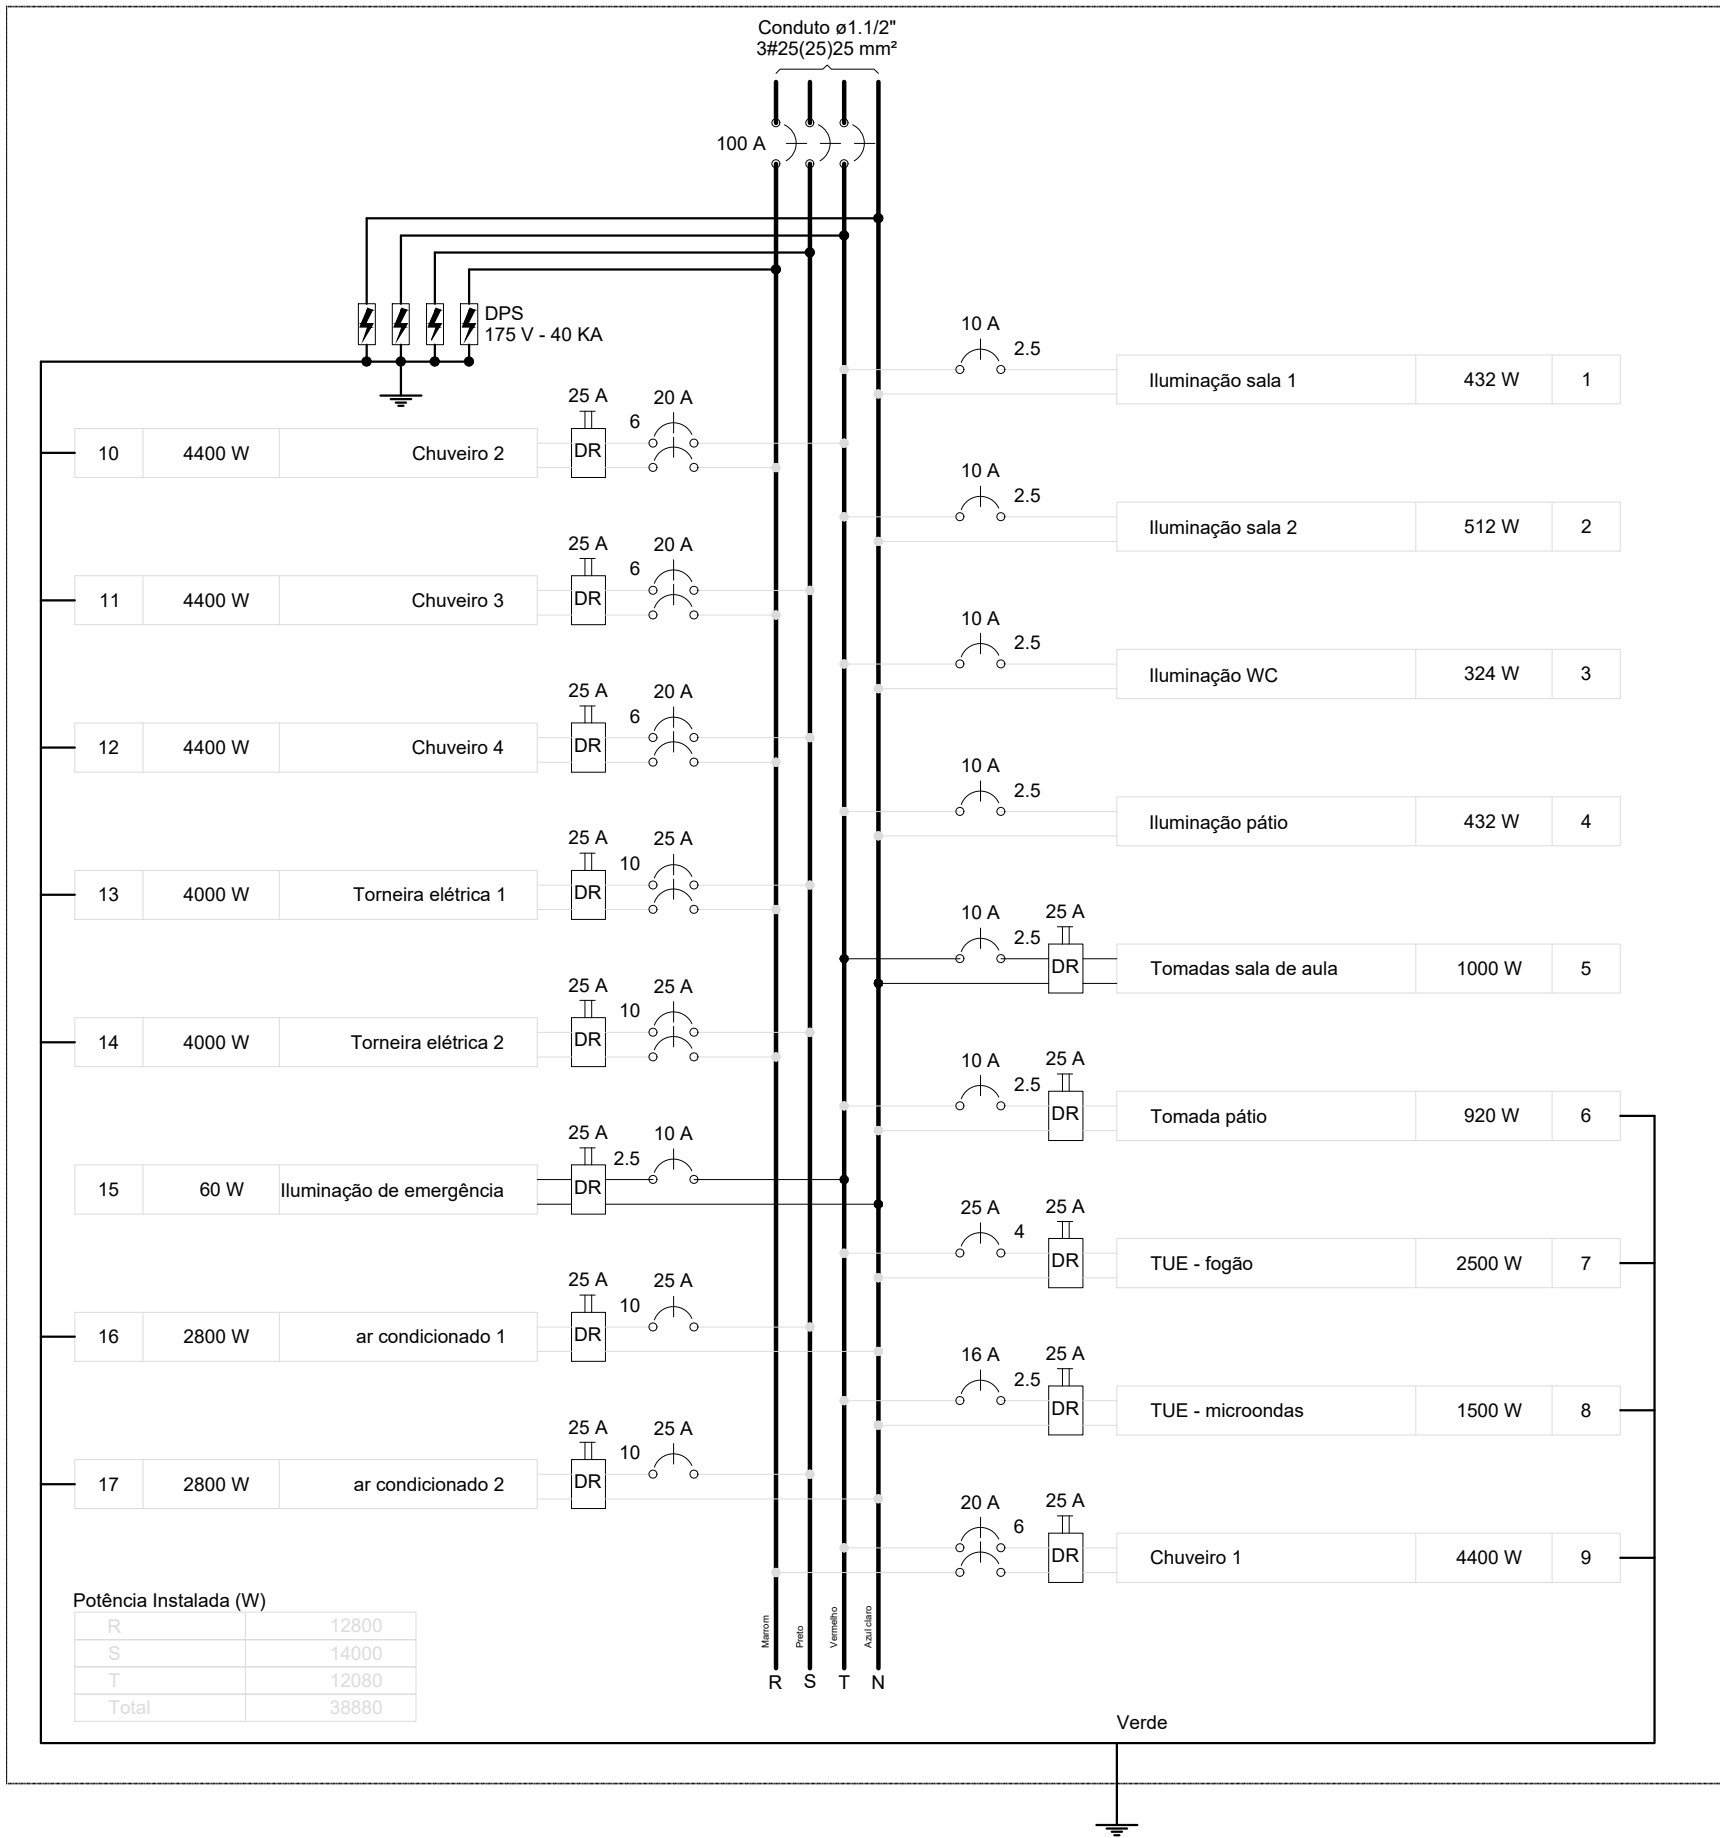 Conduto ø1.1/2"
3#25(25)25 mm²
100 A
DPS
175 V - 40 KA
10 A
2.5
Iluminação sala 1 432 W 1
25 A 20 A
6
DR
10 4400 W Chuveiro 2
10 A
2.5
Iluminação sala 2 512 W 2
25 A 20 A
6
DR
11 4400 W Chuveiro 3
10 A
2.5
Iluminação WC 324 W 3
25 A 20 A
6
DR
12 4400 W Chuveiro 4
10 A
2.5
Iluminação pátio 432 W 4
25 A 25 A
10
DR
13 4000 W Torneira elétrica 1
10 A 25 A
2.5
DR
Tomadas sala de aula 1000 W 5
25 A 25 A
10
DR
14 4000 W Torneira elétrica 2
10 A 25 A
2.5
DR
Tomada pátio 920 W 6
25 A 10 A
2.5
DR
15 60 W Iluminação de emergência
25 A 25 A
4
DR
TUE - fogão 2500 W 7
25 A 25 A
10
DR
16 2800 W ar condicionado 1
16 A 25 A
2.5
DR
TUE - microondas 1500 W 8
25 A 25 A
10
DR
17 2800 W ar condicionado 2
20 A 25 A
6
DR
Chuveiro 1 4400 W 9
Potência Instalada (W)
R 12800
S 14000
T 12080
Total 38880
Marrom
Preto
Vermelho
Azul claro
R S T N
Verde